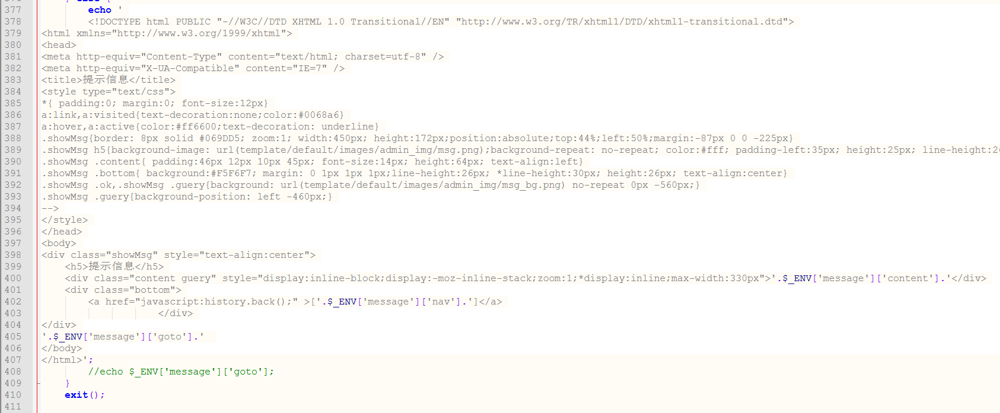 376 } else {
377 echo '
378 <!DOCTYPE html PUBLIC "-//W3C//DTD XHTML 1.0 Transitional//EN" "http://www.w3.org/TR/xhtml1/DTD/xhtml1-transitional.dtd">
379 <html xmlns="http://www.w3.org/1999/xhtml">
380 <head>
381 <meta http-equiv="Content-Type" content="text/html; charset=utf-8" />
382 <meta http-equiv="X-UA-Compatible" content="IE=7" />
383 <title>提示信息</title>
384 <style type="text/css">
385 *{ padding:0; margin:0; font-size:12px}
386 a:link,a:visited{text-decoration:none;color:#0068a6}
387 a:hover,a:active{color:#ff6600;text-decoration: underline}
388 .showMsg{border: 8px solid #069DD5; zoom:1; width:450px; height:172px;position:absolute;top:44%;left:50%;margin:-87px 0 0 -225px}
389 .showMsg h5{background-image: url(template/default/images/admin_img/msg.png);background-repeat: no-repeat; color:#fff; padding-left:35px; height:25px; line-height:26
390 .showMsg .content{ padding:46px 12px 10px 45px; font-size:14px; height:64px; text-align:left}
391 .showMsg .bottom{ background:#F5F6F7; margin: 0 1px 1px 1px;line-height:26px; *line-height:30px; height:26px; text-align:center}
392 .showMsg .ok,.showMsg .guery{background: url(template/default/images/admin_img/msg_bg.png) no-repeat 0px -560px;}
393 .showMsg .guery{background-position: left -460px;}
394 -->
395 </style>
396 </head>
397 <body>
398 <div class="showMsg" style="text-align:center">
399 <h5>提示信息</h5>
400 <div class="content guery" style="display:inline-block;display:-moz-inline-stack;zoom:1;*display:inline;max-width:330px">'.$_ENV['message']['content'].'</div>
401 <div class="bottom">
402 <a href="javascript:history.back();" >['.$_ENV['message']['nav'].']</a>
403 </div>
404 </div>
405 '.$_ENV['message']['goto'].'
406 </body>
407 </html>';
408 //echo $_ENV['message']['goto'];
409 }
410 exit();
411